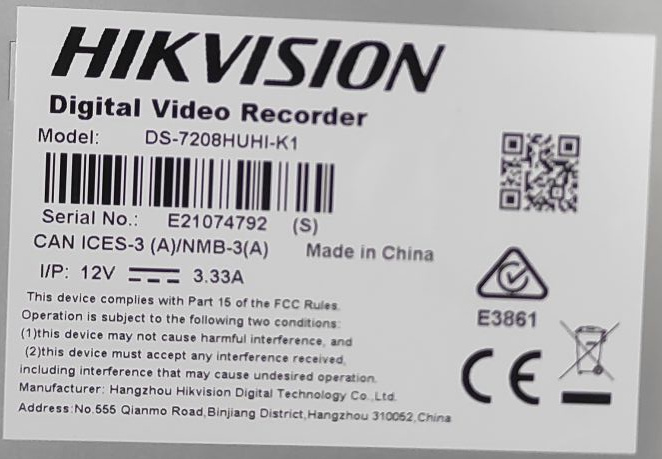 HIKVISION
Digital Video Recorder
Model: DS-7208HUHI-K1
Serial No.: E21074792 (S)
CAN ICES-3 (A)/NMB-3(A) Made in China
I/P: 12V 3.33A
This device complies with Part 15 of the FCC Rules.
Operation is subject to the following two conditions:
(1)this device may not cause harmful interference, and
(2)this device must accept any interference received,
including interference that may cause undesired operation.
Manufacturer: Hangzhou Hikvision Digital Technology Co.,Ltd.
Address:No.555 Qianmo Road,Binjiang District,Hangzhou 310052,China
E3861
CE